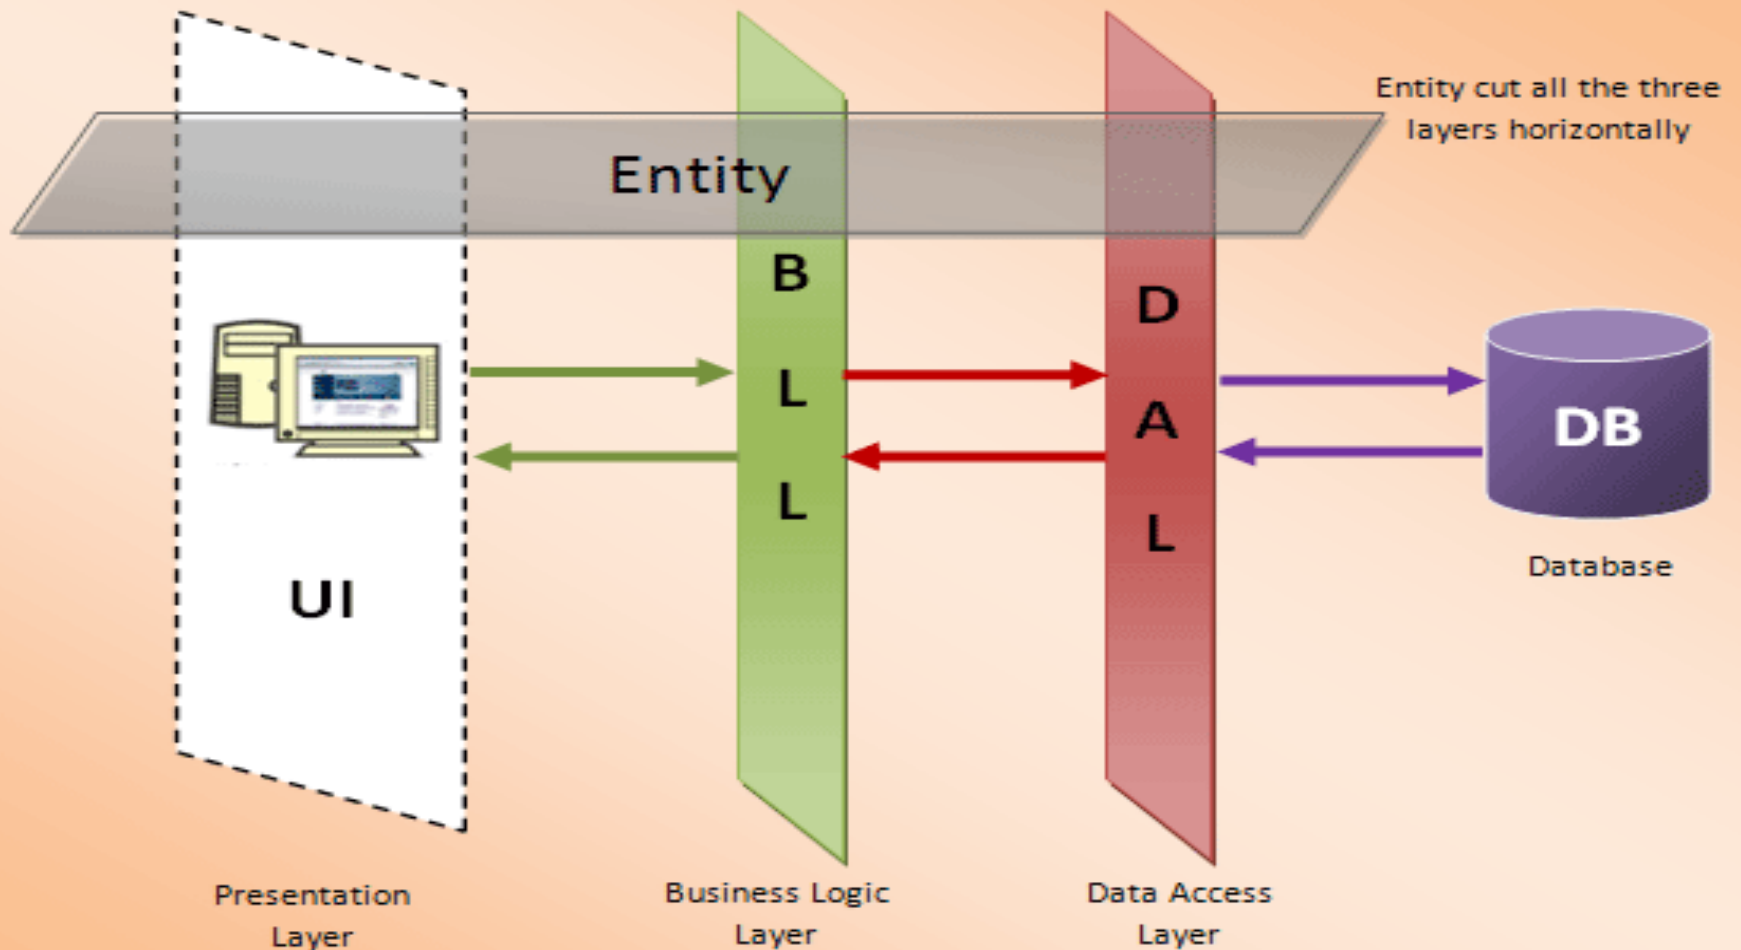 Entity cut all the three
layers horizontally
Entity
B
L
L
D
A
L
DB
UI
Database
Presentation
Layer
Business Logic
Layer
Data Access
Layer